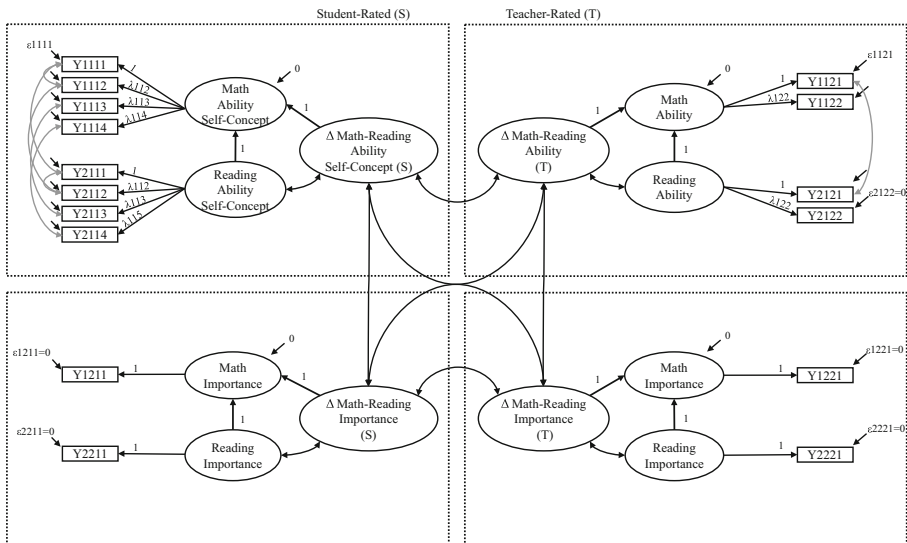 Student-Rated (S)
Teacher-Rated (T)
ε1111
Y1111
Y1112
Y1113
Y1114
Y2111
Y2112
Y2113
Y2114
1
λ112
λ113
λ114
1
λ112
λ113
λ115
Math
Ability
Self-Concept
0
1
1
Reading
Ability
Self-Concept
Δ Math-Reading
Ability
Self-Concept (S)
Δ Math-Reading
Ability
(T)
1
Math
Ability
0
1
Reading
Ability
1
λ122
1
λ122
ε1121
Y1121
Y1122
ε2122=0
Y2121
Y2122
ε1211=0
Y1211
1
ε2211=0
Y2211
1
Math
Importance
0
1
1
Reading
Importance
Δ Math-Reading
Importance
(S)
Δ Math-Reading
Importance
(T)
1
Math
Importance
0
1
Reading
Importance
1
ε1221=0
Y1221
1
ε2221=0
Y2221